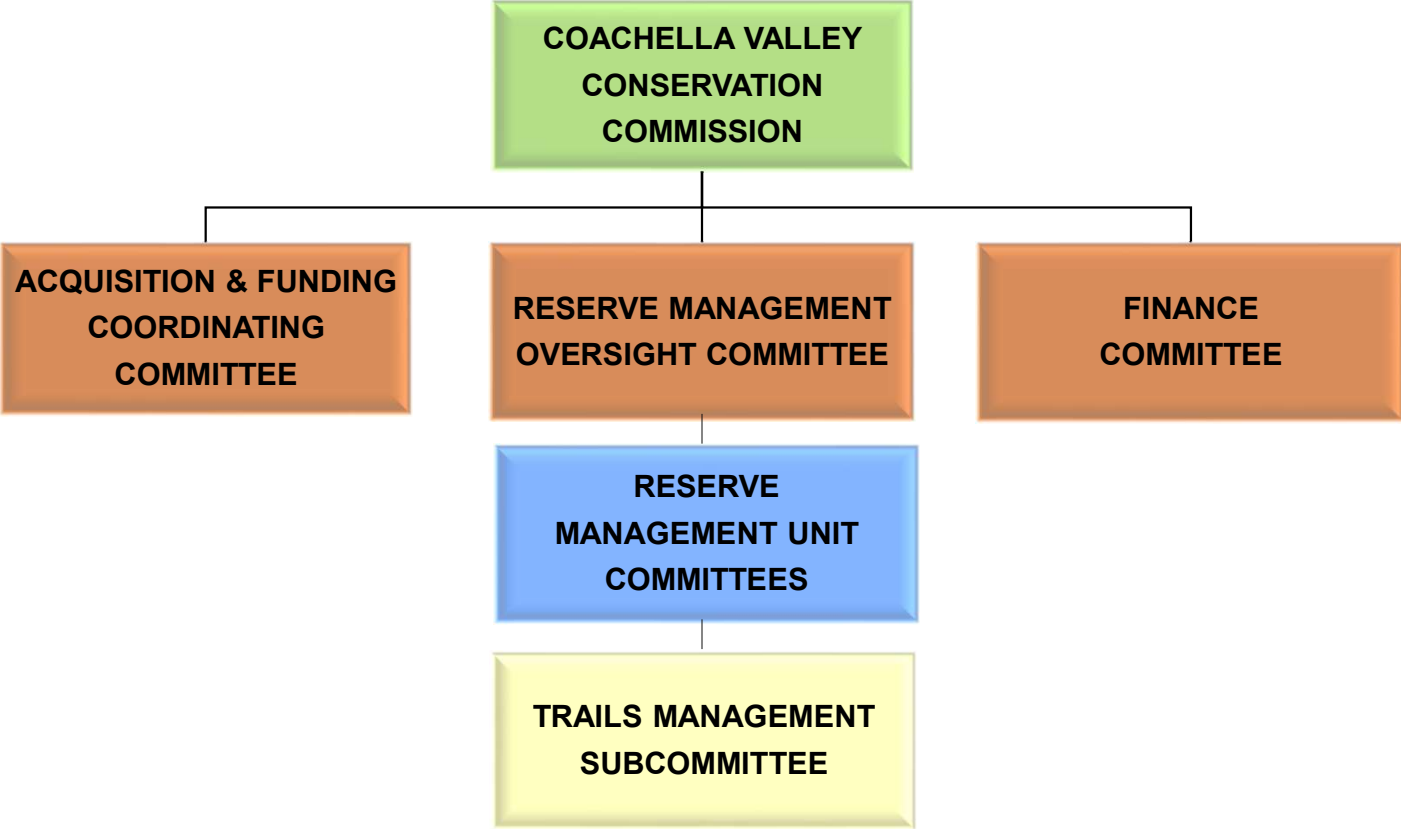 COACHELLA VALLEY
CONSERVATION
COMMISSION
ACQUISITION & FUNDING
COORDINATING
COMMITTEE
RESERVE MANAGEMENT
OVERSIGHT COMMITTEE
FINANCE
COMMITTEE
RESERVE
MANAGEMENT UNIT
COMMITTEES
TRAILS MANAGEMENT
SUBCOMMITTEE